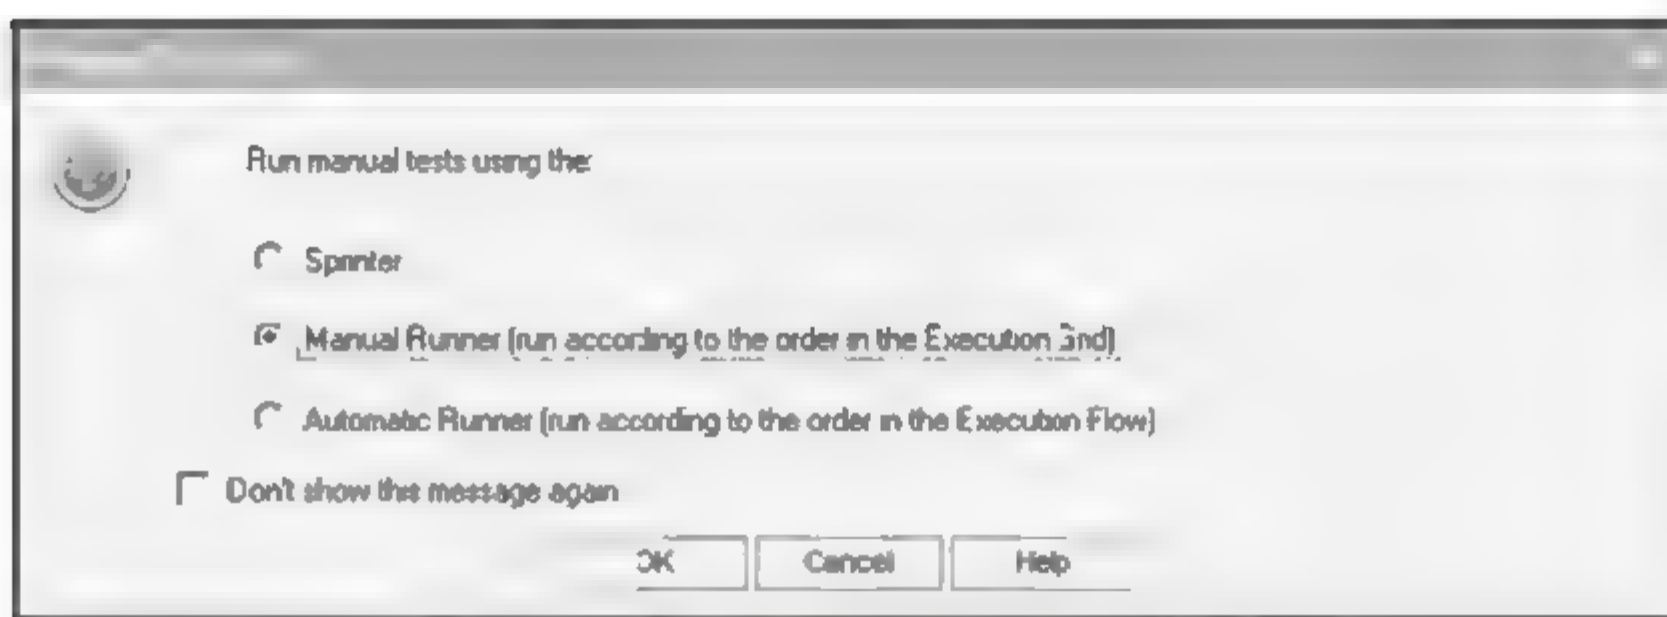 Run manual tests using the:
Sprinter
Manual Runner (run according to the order in the Execution Grid)
Automatic Runner (run according to the order in the Execution Flow)
Don't show this message again
OK Cancel Help